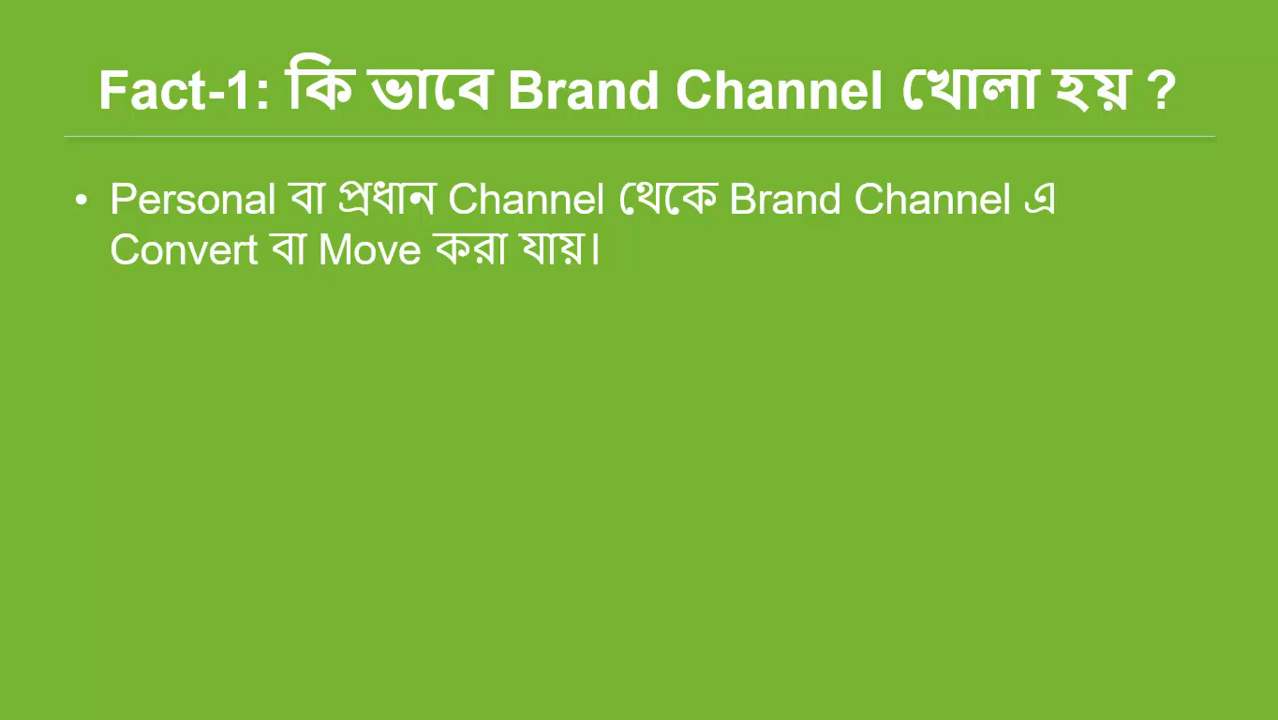 Fact-1: কি ভাবে Brand Channel খোলা হয় ?
• Personal বা প্রধান Channel থেকে Brand Channel এ
Convert বা Move করা যায়।